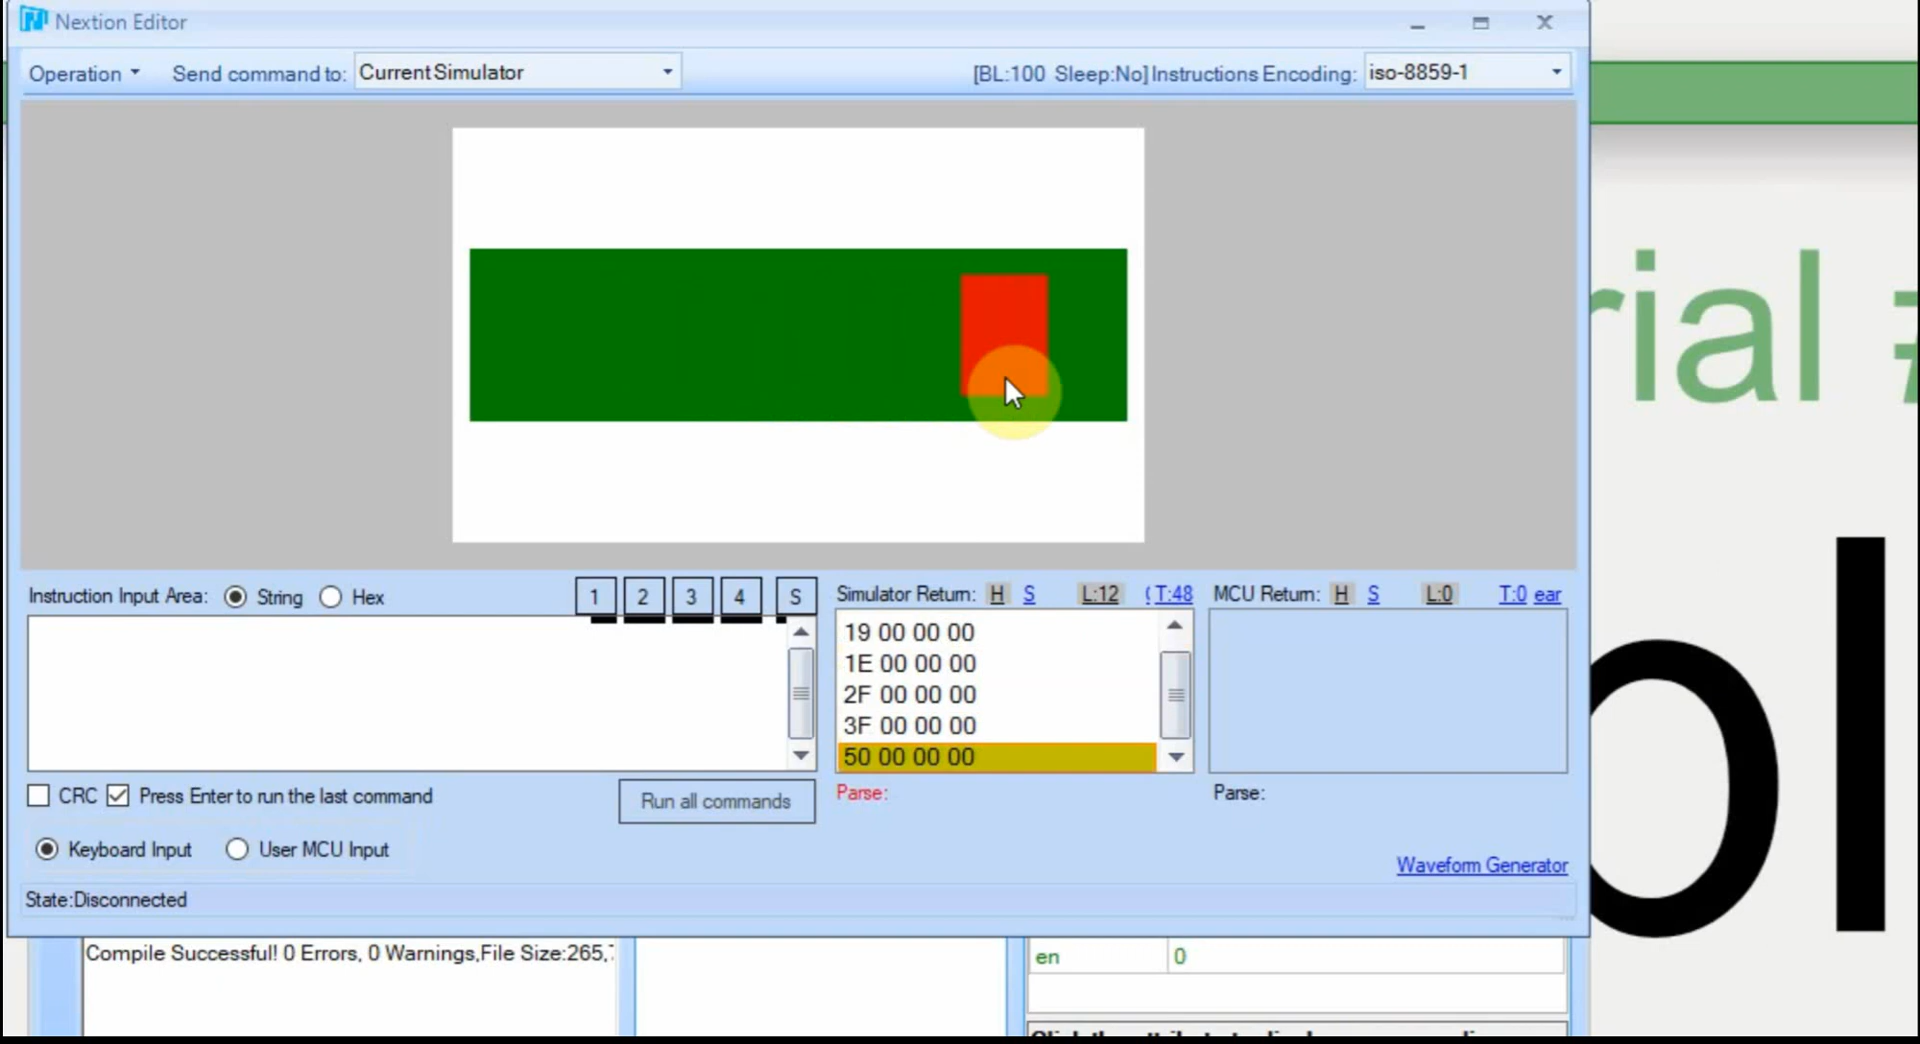 Nextion Editor
Operation Send command to: CurrentSimulator [BL:100 Sleep:No] Instructions Encoding: iso-8859-1
rial #
ol
Instruction Input Area: String Hex 1 2 3 4 S
Simulator Return: H S L:12 ( T:48
MCU Return: H S L:0 T:0 ear
19 00 00 00
1E 00 00 00
2F 00 00 00
3F 00 00 00
50 00 00 00
CRC Press Enter to run the last command Run all commands
Parse:
Parse:
Keyboard Input User MCU Input
Waveform Generator
State:Disconnected
Compile Successful! 0 Errors, 0 Warnings,File Size:265,
en 0